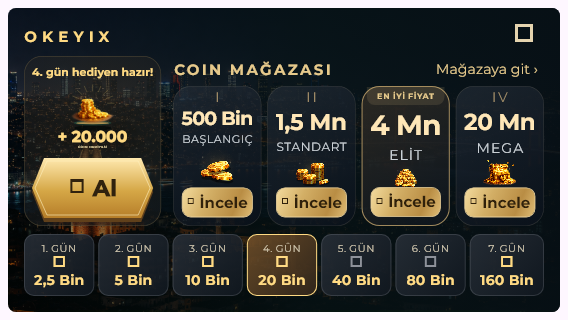 OKEYIX
4. gün hediyen hazır!
+ 20.000
Al
COIN MAĞAZASI
Mağazaya git ›
I
500 Bin
BAŞLANGIÇ
İncele
II
1,5 Mn
STANDART
İncele
EN İYİ FİYAT
4 Mn
ELİT
İncele
IV
20 Mn
MEGA
İncele
1. GÜN
2,5 Bin
2. GÜN
5 Bin
3. GÜN
10 Bin
4. GÜN
20 Bin
5. GÜN
40 Bin
6. GÜN
80 Bin
7. GÜN
160 Bin